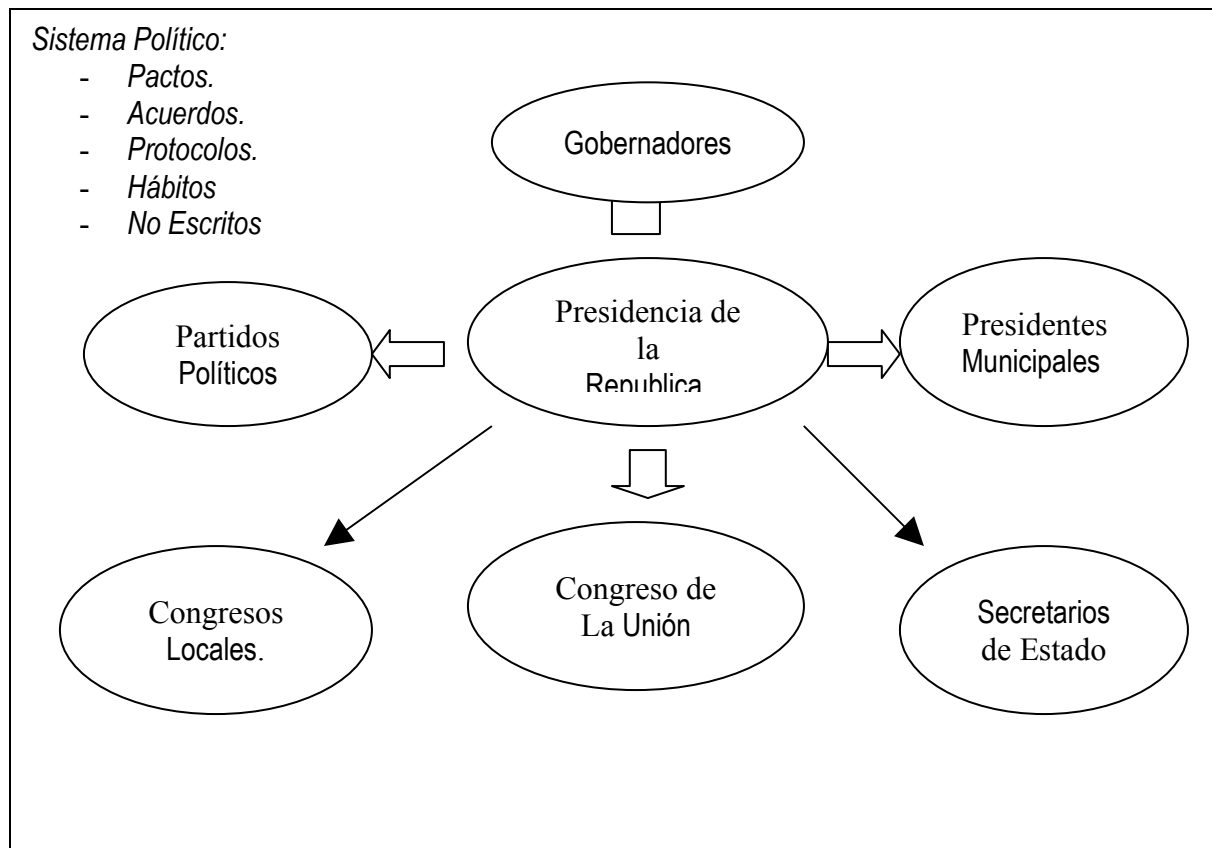 Sistema Político:
- Pactos.
- Acuerdos.
- Protocolos.
- Hábitos
- No Escritos
Gobernadores
Partidos
Políticos
Presidencia de
la
Republica
Presidentes
Municipales
Congresos
Locales.
Congreso de
La Unión
Secretarios
de Estado